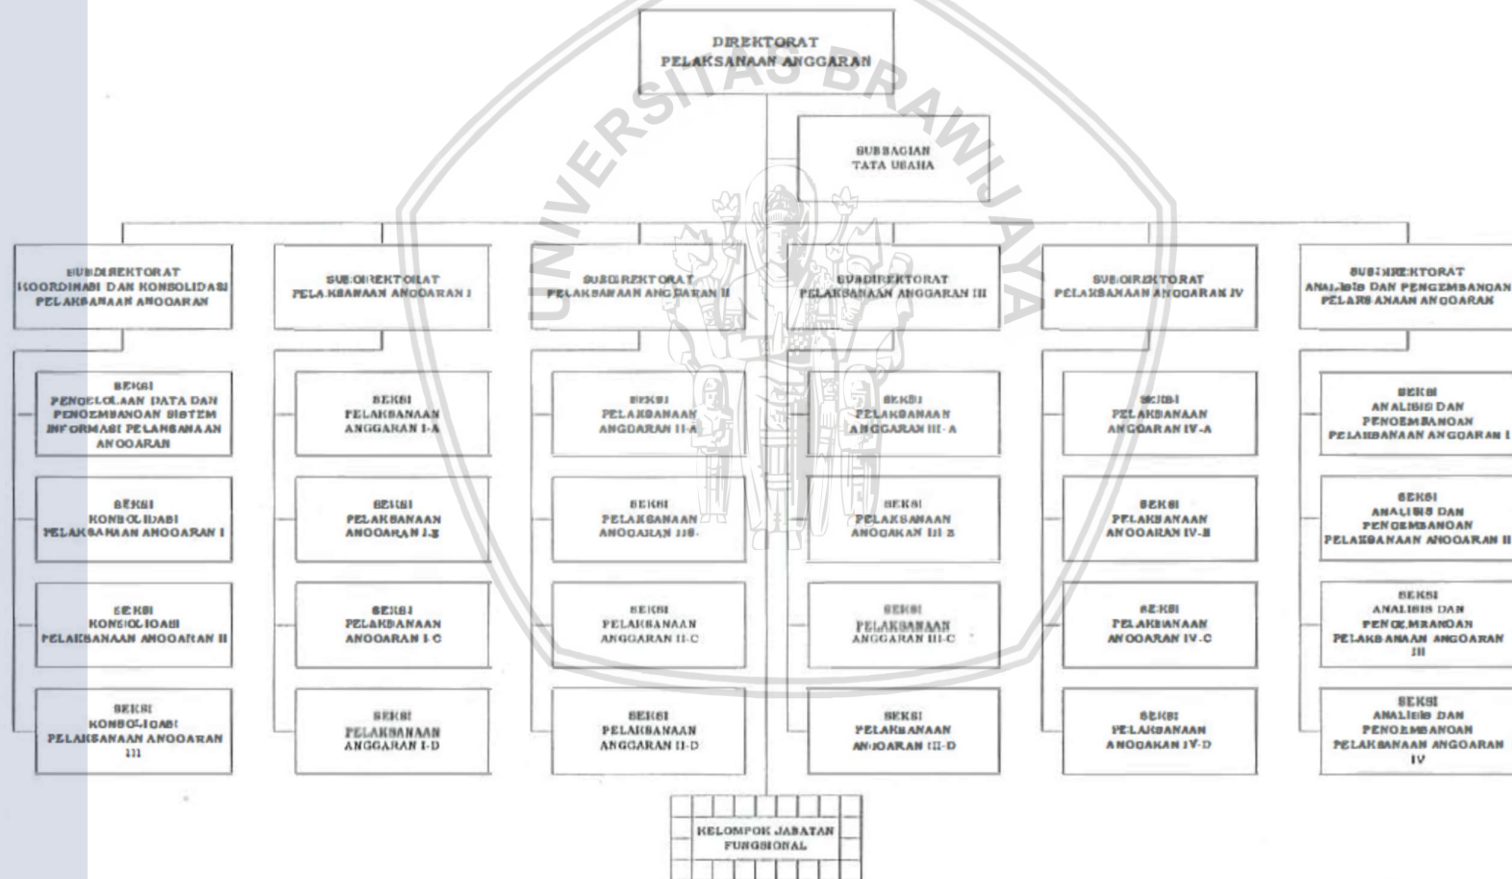 DIREKTORAT
PELAKSANAAN ANGGARAN
UNIVERSITAS BRAWIJAYA
SUBBAGIAN
TATA USAHA
SUBDIREKTORAT
KOORDINASI DAN KONSOLIDASI
PELAKSANAAN ANGGARAN
SUBDIREKTORAT
PELAKSANAAN ANGGARAN I
SUBDIREKTORAT
PELAKSANAAN ANGGARAN II
SUBDIREKTORAT
PELAKSANAAN ANGGARAN III
SUBDIREKTORAT
PELAKSANAAN ANGGARAN IV
SUBDIREKTORAT
ANALISIS DAN PENGEMBANGAN
PELAKSANAAN ANGGARAN
SEKSI
PENGELOLAAN DATA DAN
PENGEMBANGAN SISTEM
INFORMASI PELAKSANAAN
ANGGARAN
SEKSI
KONSOLIDASI
PELAKSANAAN ANGGARAN I
SEKSI
KONSOLIDASI
PELAKSANAAN ANGGARAN II
SEKSI
KONSOLIDASI
PELAKSANAAN ANGGARAN
III
SEKSI
PELAKSANAAN
ANGGARAN I-A
SEKSI
PELAKSANAAN
ANGGARAN I-B
SEKSI
PELAKSANAAN
ANGGARAN I-C
SEKSI
PELAKSANAAN
ANGGARAN I-D
SEKSI
PELAKSANAAN
ANGGARAN II-A
SEKSI
PELAKSANAAN
ANGGARAN IIB-
SEKSI
PELAKSANAAN
ANGGARAN II-C
SEKSI
PELAKSANAAN
ANGGARAN II-D
SEKSI
PELAKSANAAN
ANGGARAN III-A
SEKSI
PELAKSANAAN
ANGGARAN III-B
SEKSI
PELAKSANAAN
ANGGARAN III-C
SEKSI
PELAKSANAAN
ANGGARAN III-D
SEKSI
PELAKSANAAN
ANGGARAN IV-A
SEKSI
PELAKSANAAN
ANGGARAN IV-B
SEKSI
PELAKSANAAN
ANGGARAN IV-C
SEKSI
PELAKSANAAN
ANGGARAN IV-D
SEKSI
ANALISIS DAN
PENGEMBANGAN
PELAKSANAAN ANGGARAN I
SEKSI
ANALISIS DAN
PENGEMBANGAN
PELAKSANAAN ANGGARAN II
SEKSI
ANALISIS DAN
PENGEMBANGAN
PELAKSANAAN ANGGARAN
III
SEKSI
ANALISIS DAN
PENGEMBANGAN
PELAKSANAAN ANGGARAN
IV
KELOMPOK JABATAN
FUNGSIONAL